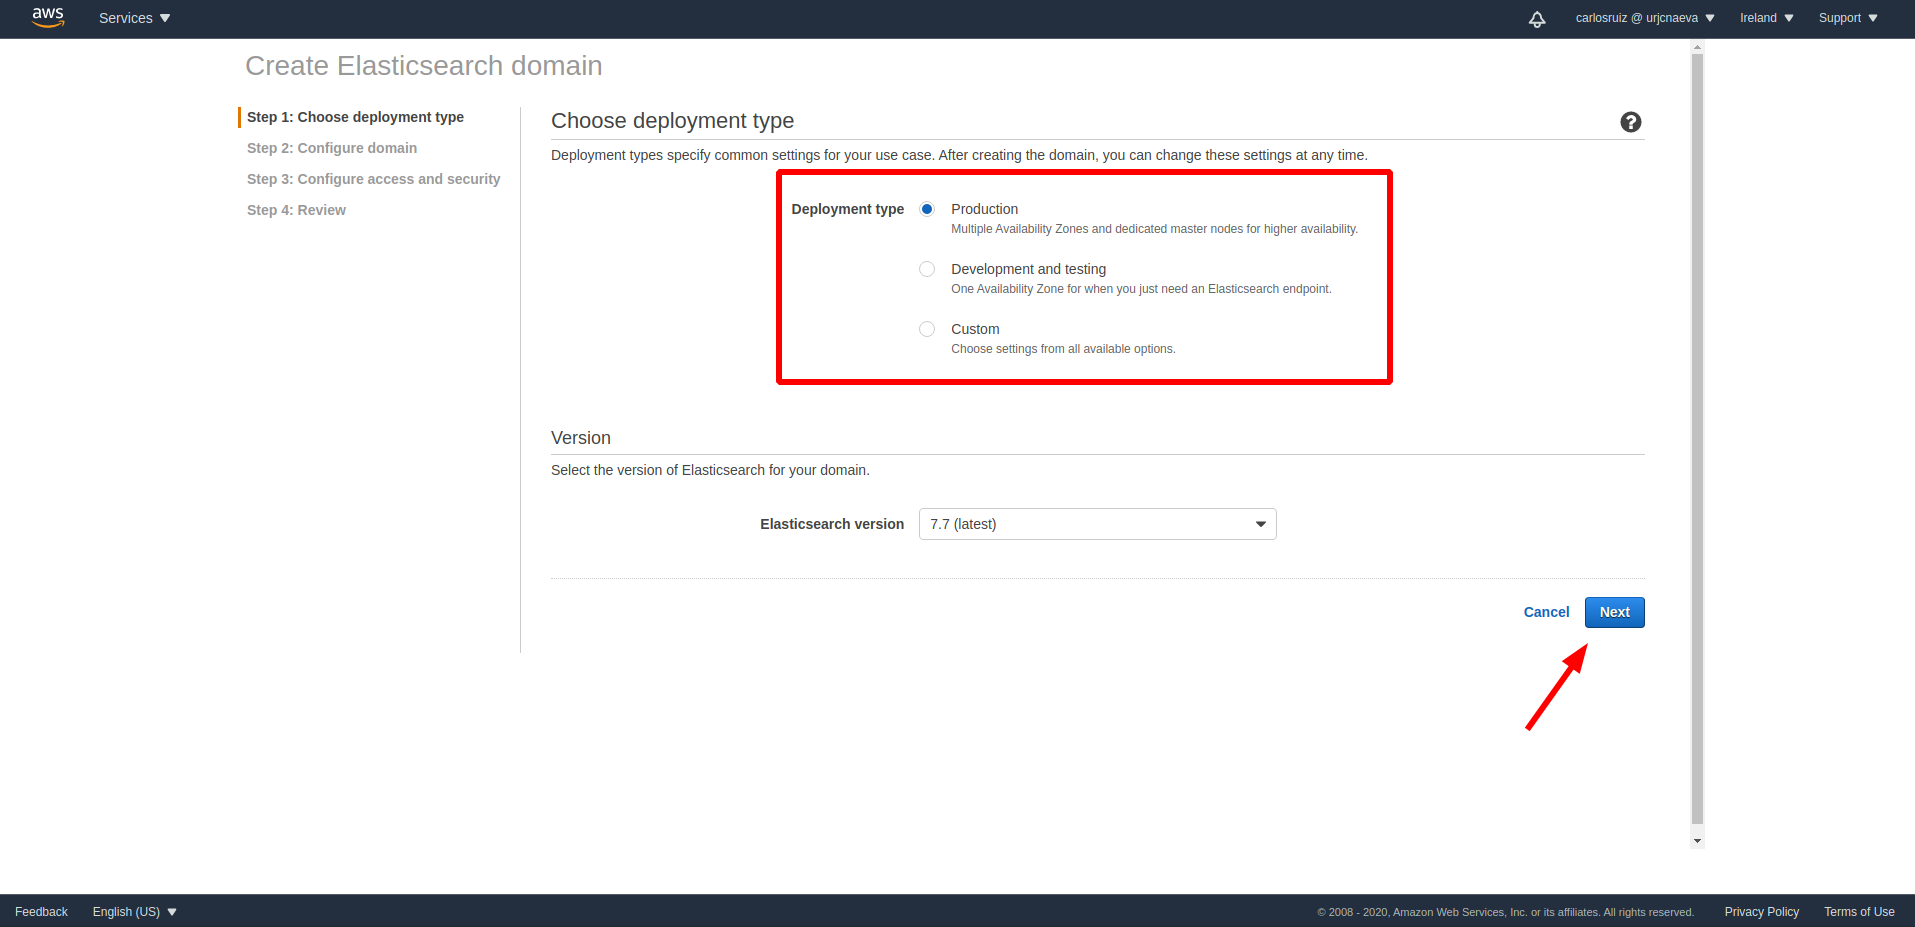 aws Services carlosruiz @ urjcnaeva Ireland Support
Create Elasticsearch domain
Step 1: Choose deployment type
Step 2: Configure domain
Step 3: Configure access and security
Step 4: Review
Choose deployment type ?
Deployment types specify common settings for your use case. After creating the domain, you can change these settings at any time.
Deployment type Production
Multiple Availability Zones and dedicated master nodes for higher availability.
Development and testing
One Availability Zone for when you just need an Elasticsearch endpoint.
Custom
Choose settings from all available options.
Version
Select the version of Elasticsearch for your domain.
Elasticsearch version 7.7 (latest)
Cancel Next
Feedback English (US) © 2008 - 2020, Amazon Web Services, Inc. or its affiliates. All rights reserved. Privacy Policy Terms of Use